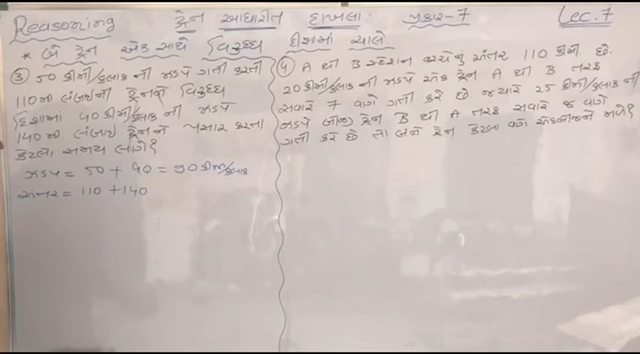 Reasoning ટ્રેન આધારીત દાખલા પ્રકાર-7 Lec.7
* બે ટ્રેન એક સાથે વિરુધ્ધ દિશામાં ચાલે
③ 50 કીમી/કલાક ની ઝડપે ગતી કરતી
110 મી લંબાઈની ટ્રેનને વિરુધ્ધ
દિશામાં 40 કીમી/કલાક ની ઝડપે
140 મી લંબાઈ ટ્રેનને પસાર કરતા
કેટલો સમય લાગે?
ઝડપ = 50 + 40 = 90 કીમી/કલાક
અંતર = 110 + 140
④ A થી B સ્ટેશન વચ્ચેનું અંતર 110 કીમી છે.
20 કીમી/કલાક ની ઝડપે એક ટ્રેન A થી B તરફ
સવારે 7 વાગે ગતી કરે છે જ્યારે 25 કીમી/કલાક ની
ઝડપે બીજી ટ્રેન B થી A તરફ સવારે 8 વાગે
ગતી કરે છે તો બંને ટ્રેન કેટલા વાગે એકબીજાને મળે?